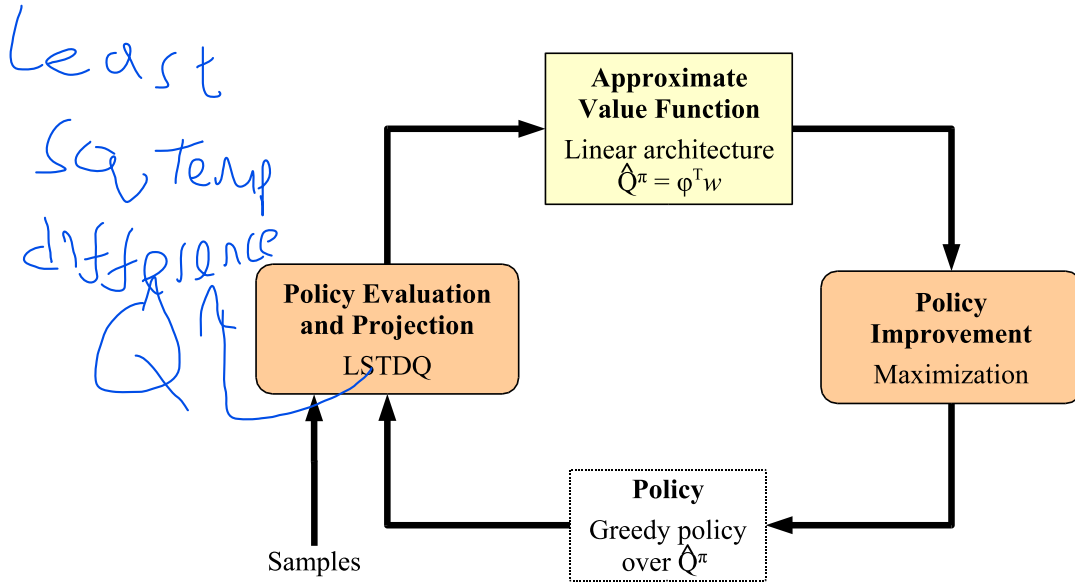 Least
Sq Temp
difference
Q
Approximate
Value Function
Linear architecture
Q̂π = φᵀw
Policy Evaluation
and Projection
LSTDQ
Policy
Improvement
Maximization
Policy
Greedy policy
over Q̂π
Samples